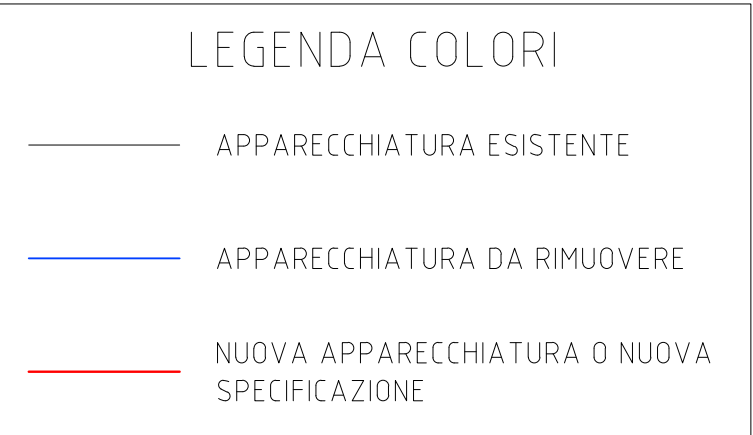 LEGENDA COLORI
APPARECCHIATURA ESISTENTE
APPARECCHIATURA DA RIMUOVERE
NUOVA APPARECCHIATURA O NUOVA
SPECIFICAZIONE